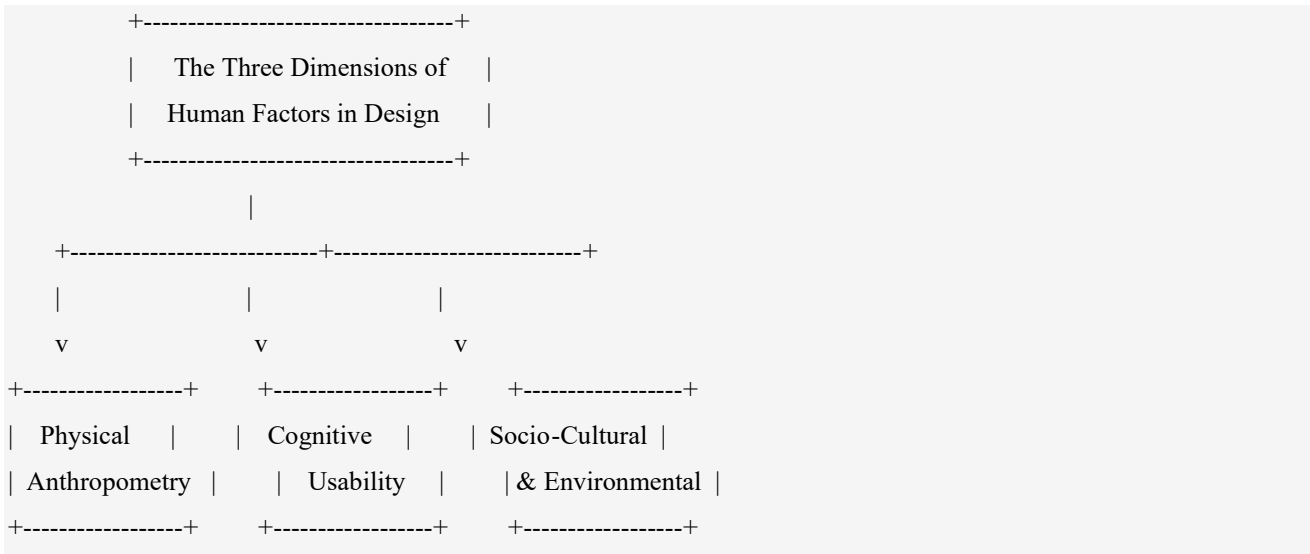 +-----------------------------------+
| The Three Dimensions of |
| Human Factors in Design |
+-----------------------------------+
|
+----------------------------+----------------------------+
| | |
v v v
+------------------+ +------------------+ +------------------+
| Physical | | Cognitive | | Socio-Cultural |
| Anthropometry | | Usability | | & Environmental |
+------------------+ +------------------+ +------------------+